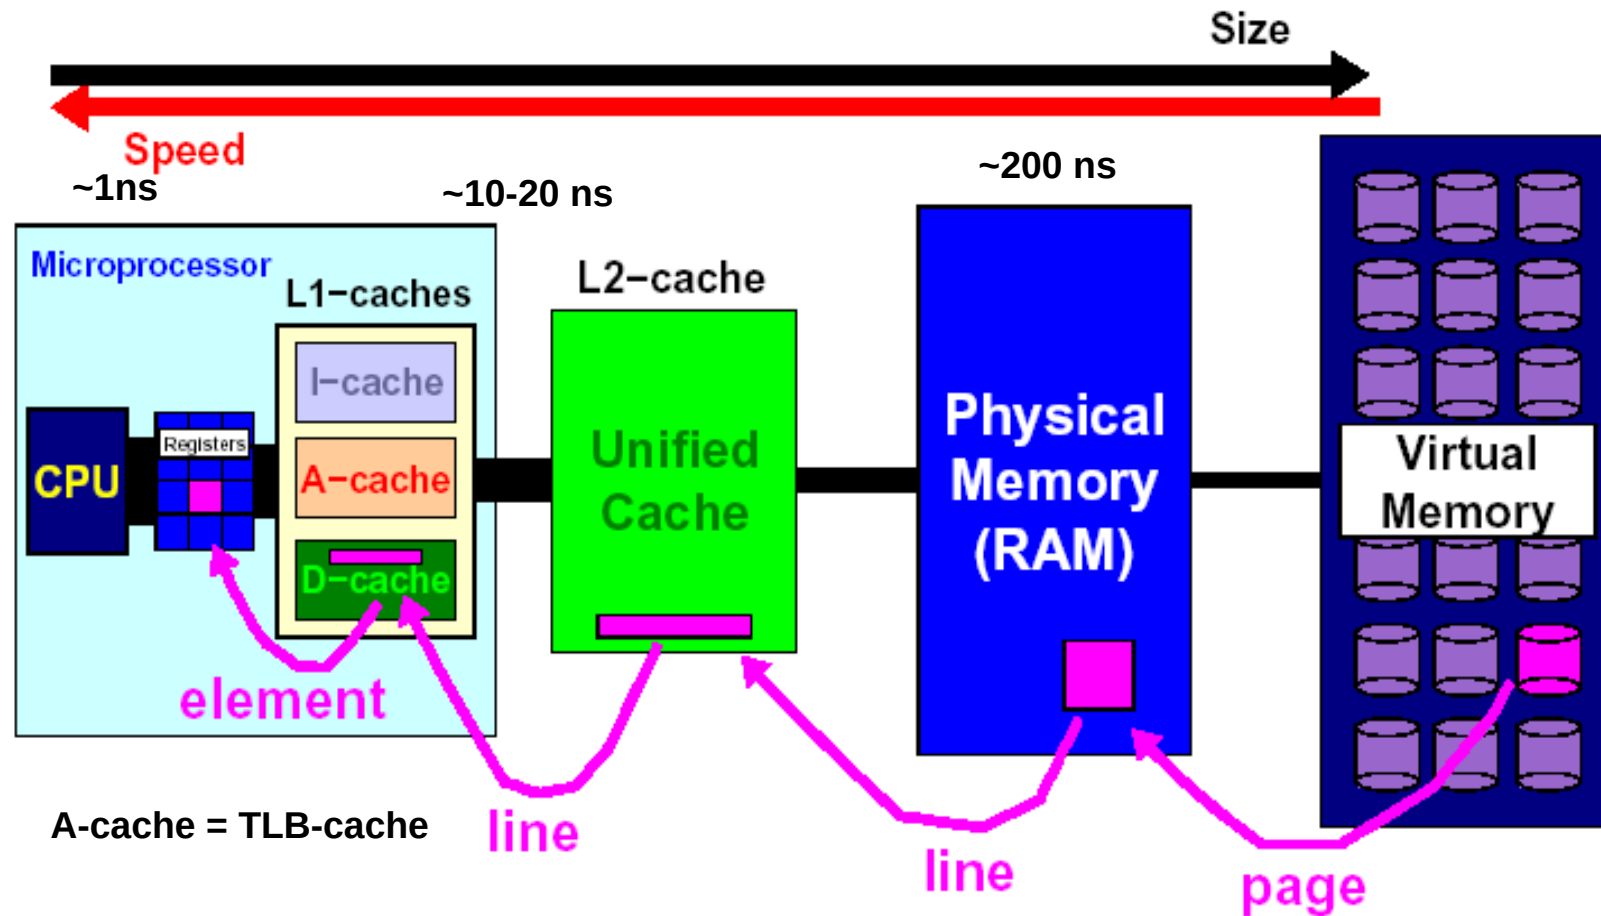 Size
Speed
~1ns
~10-20 ns
~200 ns
Microprocessor
L1−caches
L2−cache
I−cache
Registers
CPU
A−cache
D−cache
Unified
Cache
Physical
Memory
(RAM)
Virtual
Memory
element
A-cache = TLB-cache
line
line
page